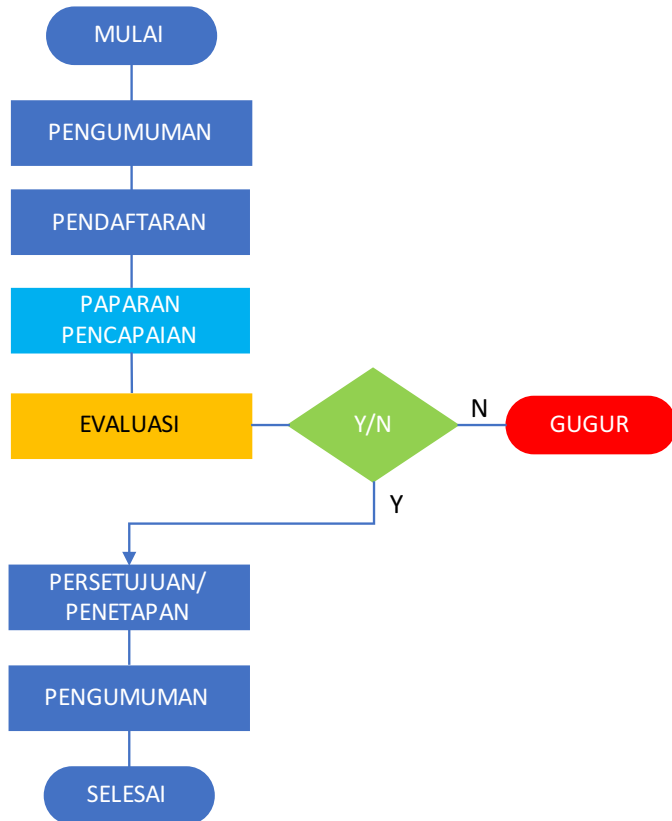 MULAI
PENGUMUMAN
PENDAFTARAN
PAPARAN
PENCAPAIAN
EVALUASI
Y/N
N
GUGUR
Y
PERSETUJUAN/
PENETAPAN
PENGUMUMAN
SELESAI